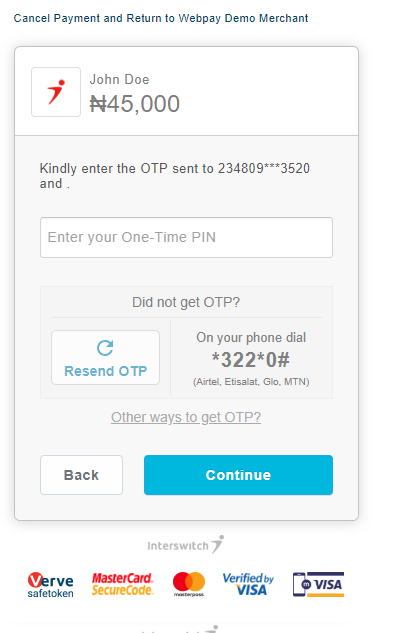 Cancel Payment and Return to Webpay Demo Merchant
John Doe
₦45,000
Kindly enter the OTP sent to 234809***3520
and .
Enter your One-Time PIN
Did not get OTP?
Resend OTP
On your phone dial
*322*0#
(Airtel, Etisalat, Glo, MTN)
Other ways to get OTP?
Back
Continue
Interswitch
Verve
safetoken
MasterCard.
SecureCode.
masterpass
Verified by
VISA
m VISA